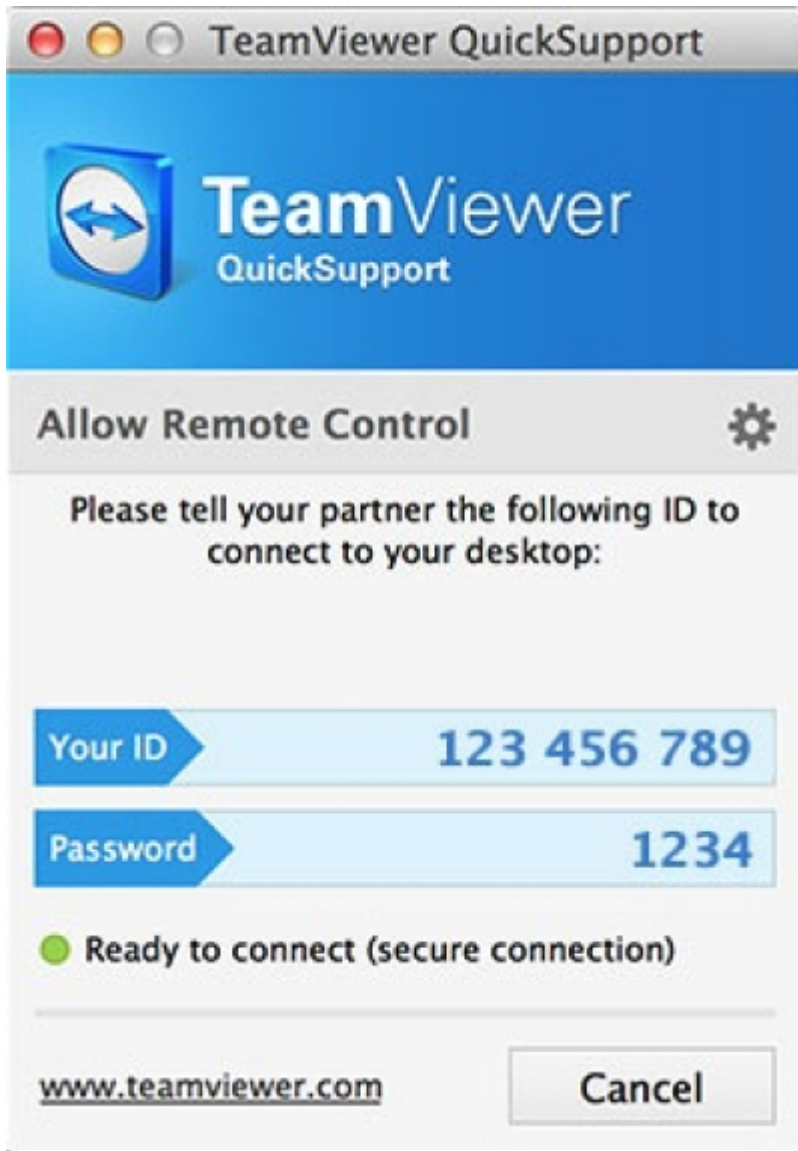 TeamViewer QuickSupport
TeamViewer
QuickSupport
Allow Remote Control
Please tell your partner the following ID to
connect to your desktop:
Your ID 123 456 789
Password 1234
Ready to connect (secure connection)
www.teamviewer.com Cancel